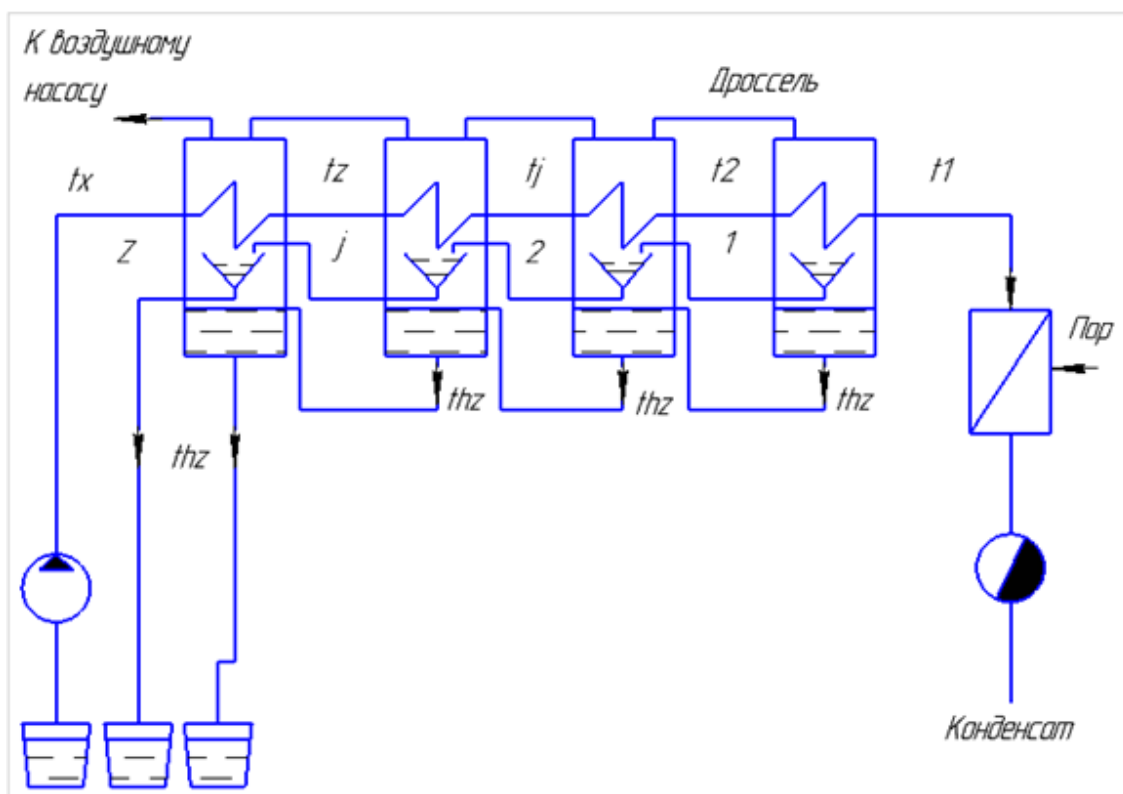 К воздушному
насосу
Дроссель
tx
tz
tj
t2
t1
Z
j
2
1
Пар
thz
thz
thz
thz
Конденсат